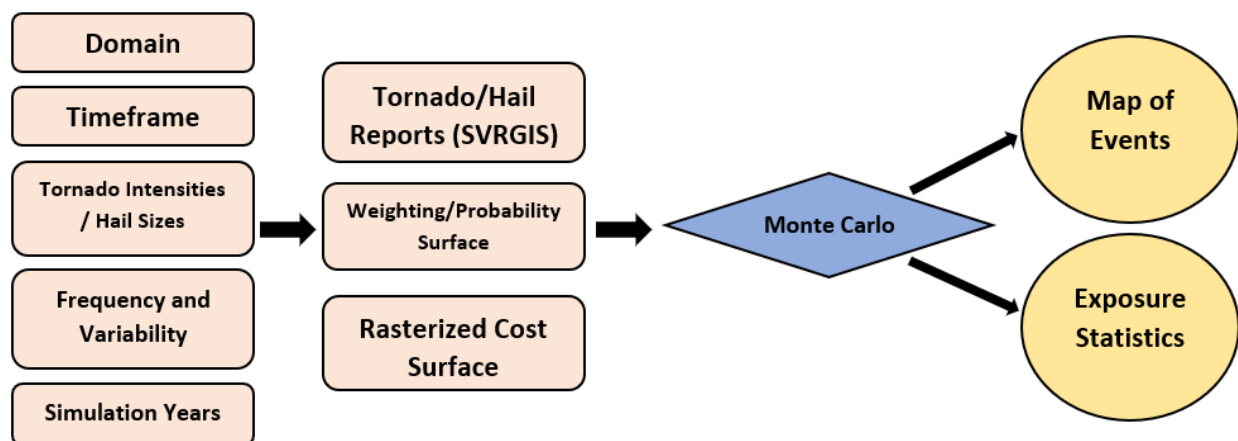 Domain
Timeframe
Tornado Intensities
/ Hail Sizes
Frequency and
Variability
Simulation Years
Tornado/Hail
Reports (SVRGIS)
Weighting/Probability
Surface
Rasterized Cost
Surface
Monte Carlo
Map of
Events
Exposure
Statistics